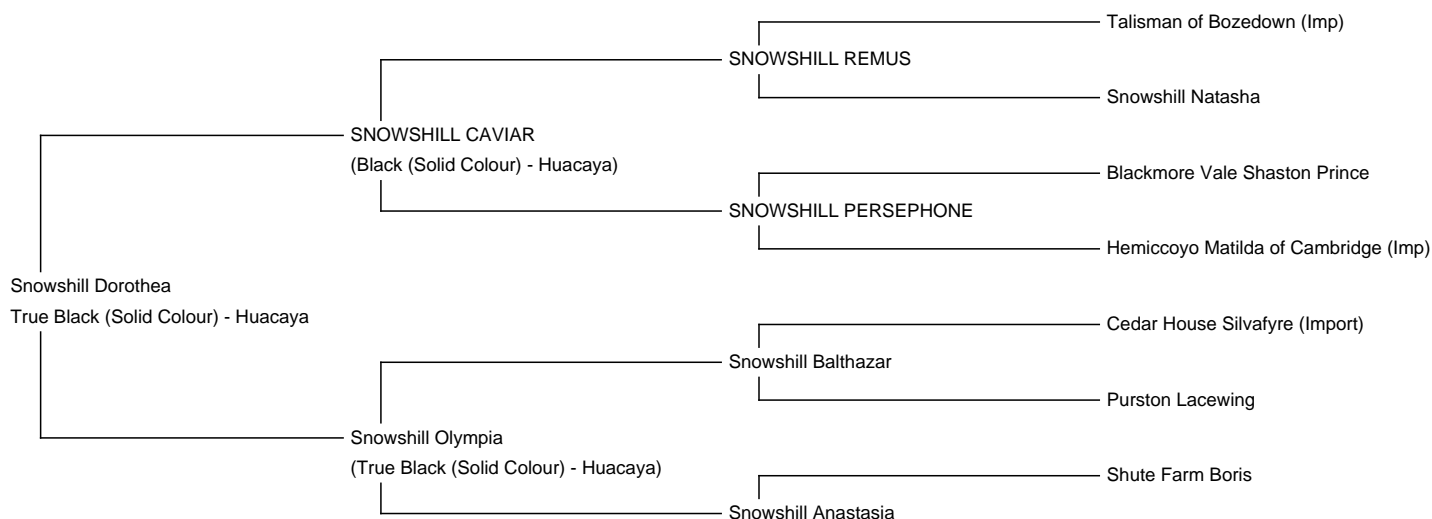 Talisman of Bozedown (Imp)
SNOWSHILL REMUS
Snowshill Natasha
SNOWSHILL CAVIAR
(Black (Solid Colour) - Huacaya)
Blackmore Vale Shaston Prince
SNOWSHILL PERSEPHONE
Hemiccoyo Matilda of Cambridge (Imp)
Snowshill Dorothea
True Black (Solid Colour) - Huacaya
Cedar House Silvafyre (Import)
Snowshill Balthazar
Purston Lacewing
Snowshill Olympia
(True Black (Solid Colour) - Huacaya)
Shute Farm Boris
Snowshill Anastasia